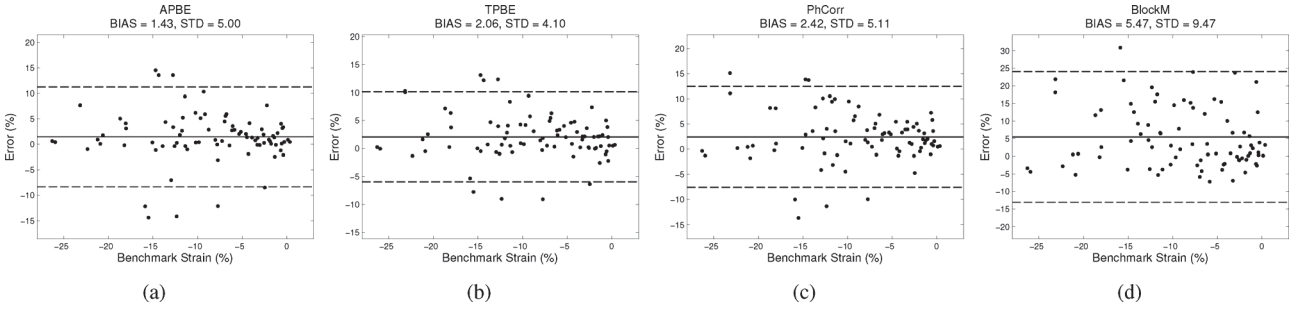 APBE
BIAS = 1.43, STD = 5.00
20
15
10
5
0
−5
−10
−15
Error (%)
−25
−20
−15
−10
−5
0
Benchmark Strain (%)
(a)
TPBE
BIAS = 2.06, STD = 4.10
20
15
10
5
0
−5
−10
−15
Error (%)
−25
−20
−15
−10
−5
0
Benchmark Strain (%)
(b)
PhCorr
BIAS = 2.42, STD = 5.11
20
15
10
5
0
−5
−10
−15
Error (%)
−25
−20
−15
−10
−5
0
Benchmark Strain (%)
(c)
BlockM
BIAS = 5.47, STD = 9.47
30
25
20
15
10
5
0
−5
−10
−15
−20
Error (%)
−25
−20
−15
−10
−5
0
Benchmark Strain (%)
(d)